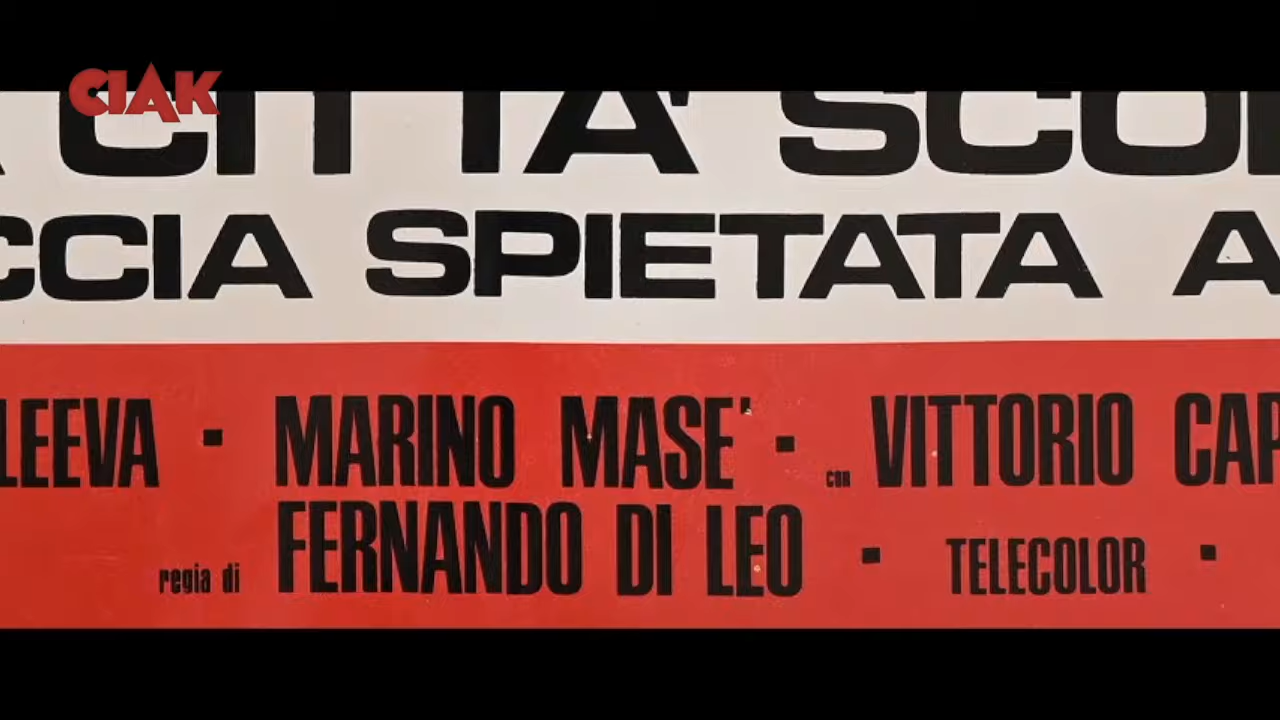 CIAK
CITTA' SCO
CCIA SPIETATA A
LEEVA · MARINO MASE' · con VITTORIO CAP
regia di FERNANDO DI LEO · TELECOLOR ·